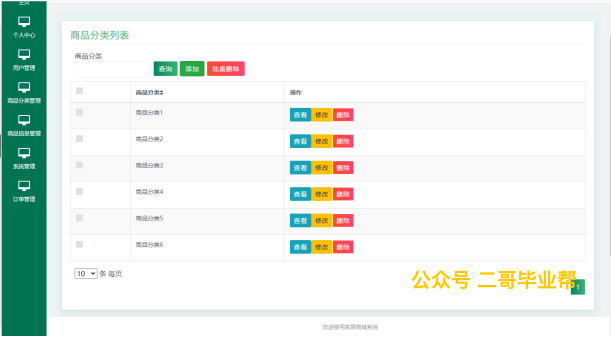 主页
个人中心
用户管理
商品分类管理
商品信息管理
系统管理
订单管理
商品分类列表
商品分类
查询 添加 批量删除
商品分类 操作
商品分类1 查看 修改 删除
商品分类2 查看 修改 删除
商品分类3 查看 修改 删除
商品分类4 查看 修改 删除
商品分类5 查看 修改 删除
商品分类6 查看 修改 删除
10 条 每页
公众号 二哥毕业帮
1
欢迎使用家居商城系统